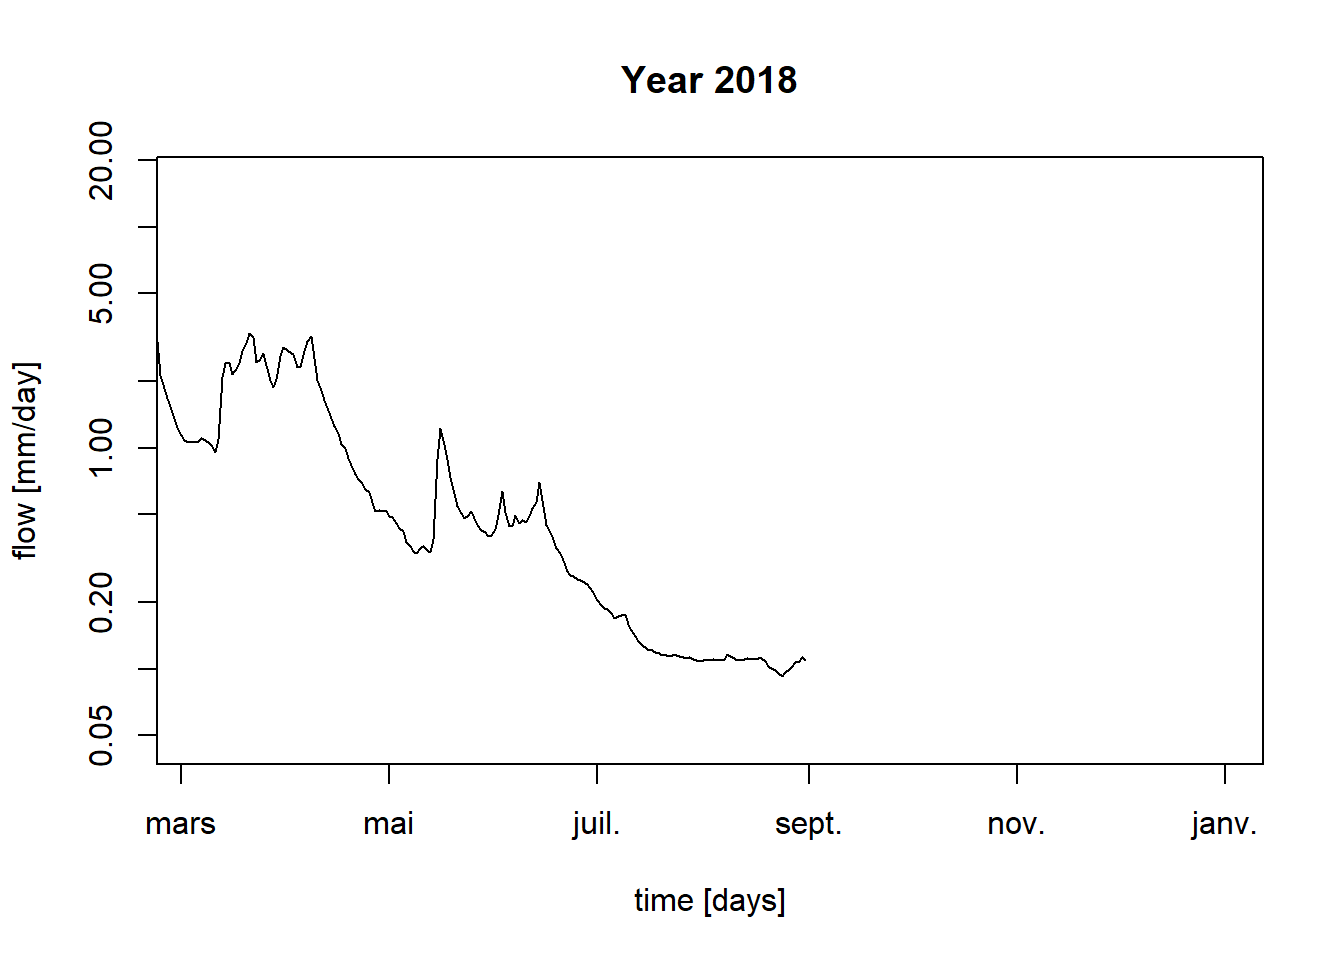 Year 2018
20.00
5.00
1.00
0.20
0.05
flow [mm/day]
mars mai juil. sept. nov. janv.
time [days]